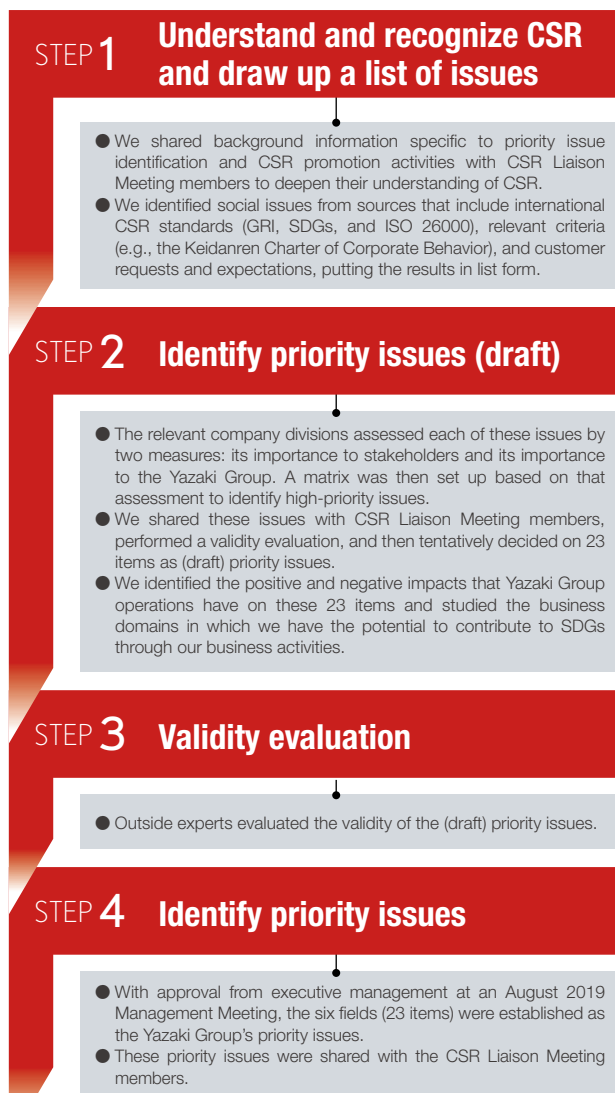 STEP 1 Understand and recognize CSR
and draw up a list of issues
● We shared background information specific to priority issue
identification and CSR promotion activities with CSR Liaison
Meeting members to deepen their understanding of CSR.
● We identified social issues from sources that include international
CSR standards (GRI, SDGs, and ISO 26000), relevant criteria
(e.g., the Keidanren Charter of Corporate Behavior), and customer
requests and expectations, putting the results in list form.
STEP 2 Identify priority issues (draft)
● The relevant company divisions assessed each of these issues by
two measures: its importance to stakeholders and its importance
to the Yazaki Group. A matrix was then set up based on that
assessment to identify high-priority issues.
● We shared these issues with CSR Liaison Meeting members,
performed a validity evaluation, and then tentatively decided on 23
items as (draft) priority issues.
● We identified the positive and negative impacts that Yazaki Group
operations have on these 23 items and studied the business
domains in which we have the potential to contribute to SDGs
through our business activities.
STEP 3 Validity evaluation
● Outside experts evaluated the validity of the (draft) priority issues.
STEP 4 Identify priority issues
● With approval from executive management at an August 2019
Management Meeting, the six fields (23 items) were established as
the Yazaki Group's priority issues.
● These priority issues were shared with the CSR Liaison Meeting
members.